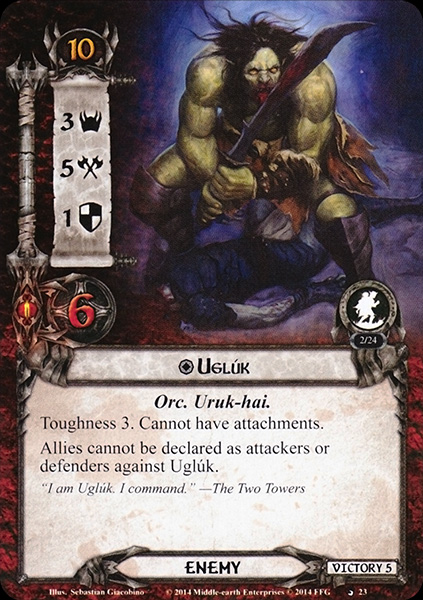 10
3
5
1
6
2/24
UGLÚK
Orc. Uruk-hai.
Toughness 3. Cannot have attachments.
Allies cannot be declared as attackers or
defenders against Uglúk.
“I am Uglúk. I command.” —The Two Towers
ENEMY
VICTORY 5
Illus. Sebastian Giacobino © 2014 Middle-earth Enterprises © 2014 FFG 23